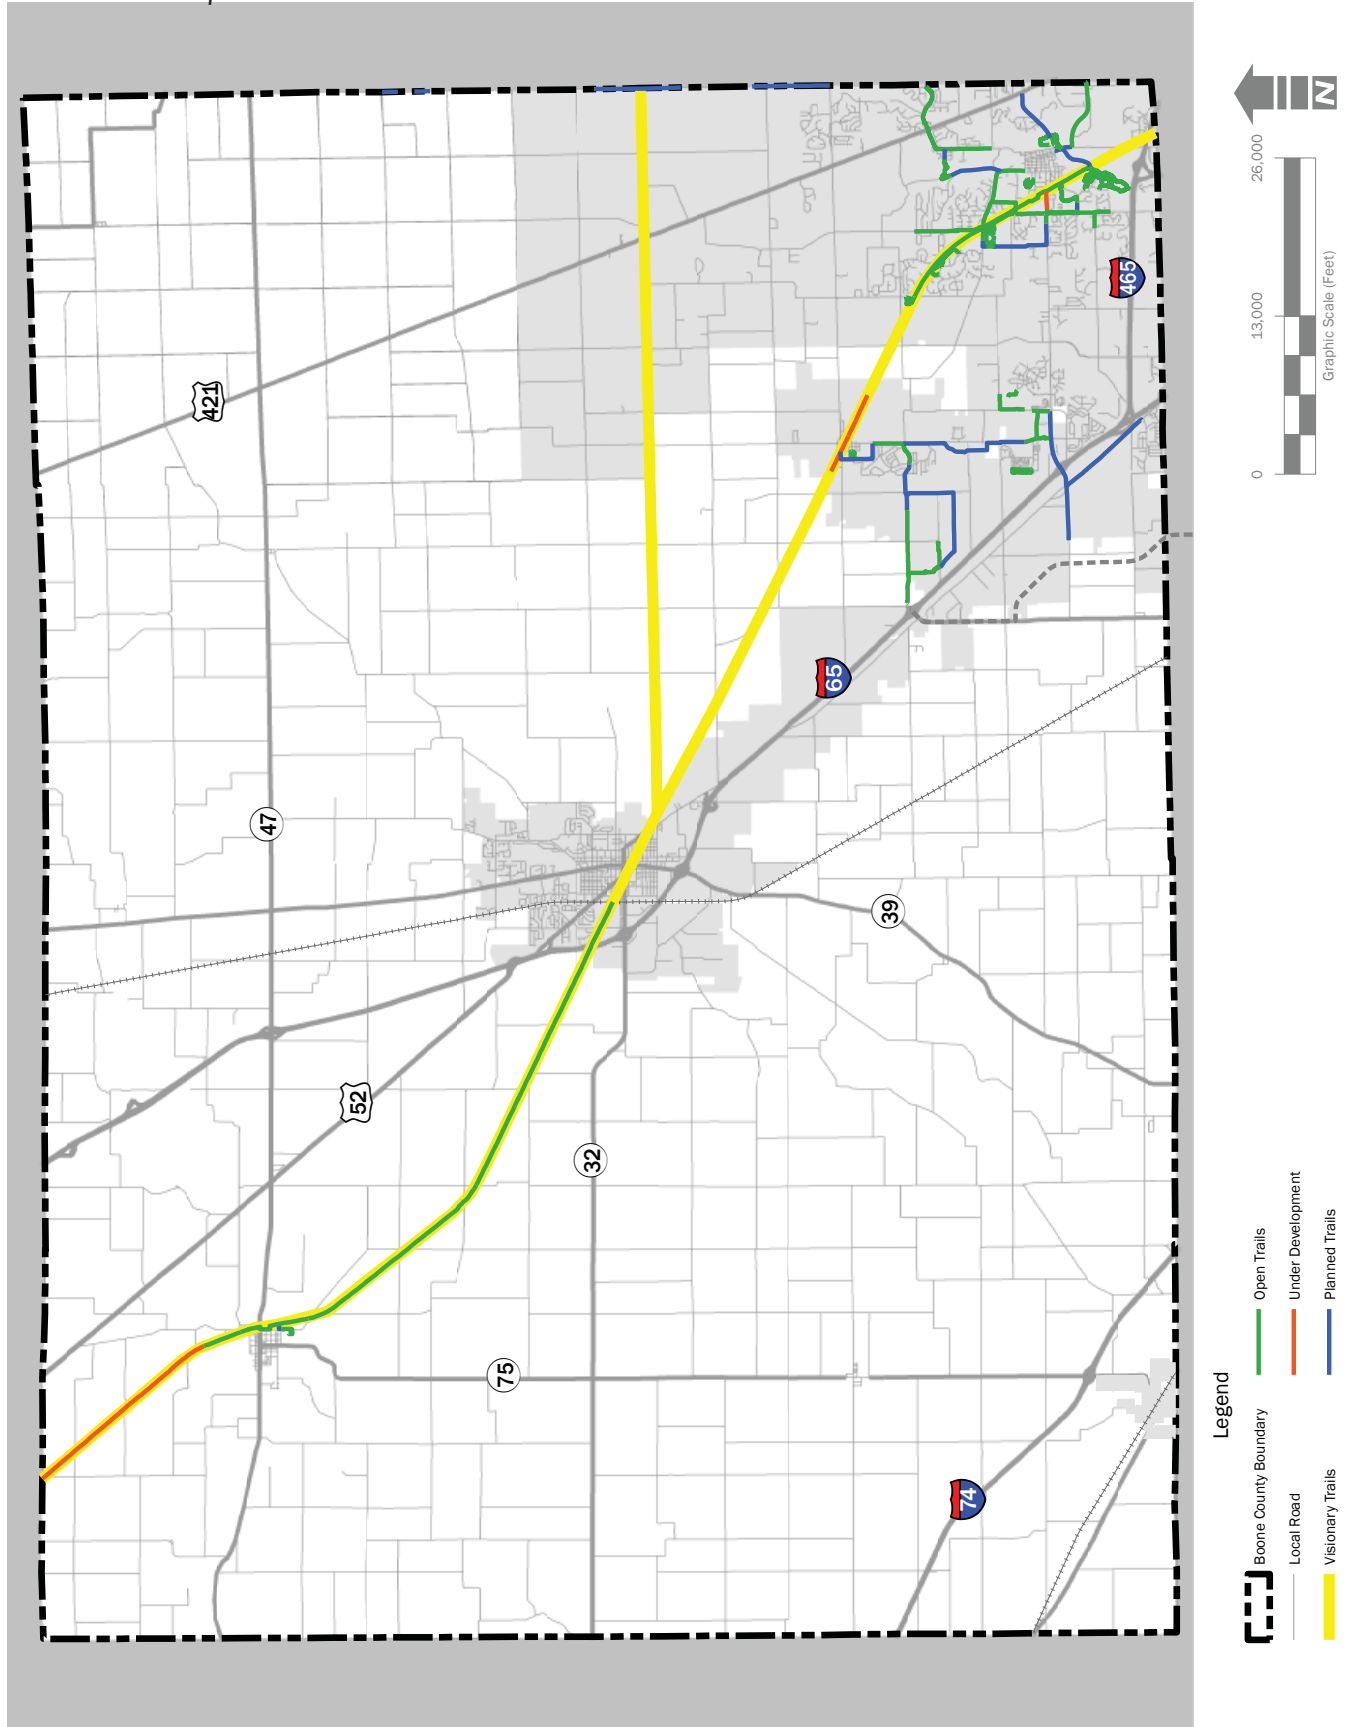 421
47
52
32
75
39
65
465
74
N
0
13,000
26,000
Graphic Scale (Feet)
Legend
Boone County Boundary
Local Road
Visionary Trails
Open Trails
Under Development
Planned Trails